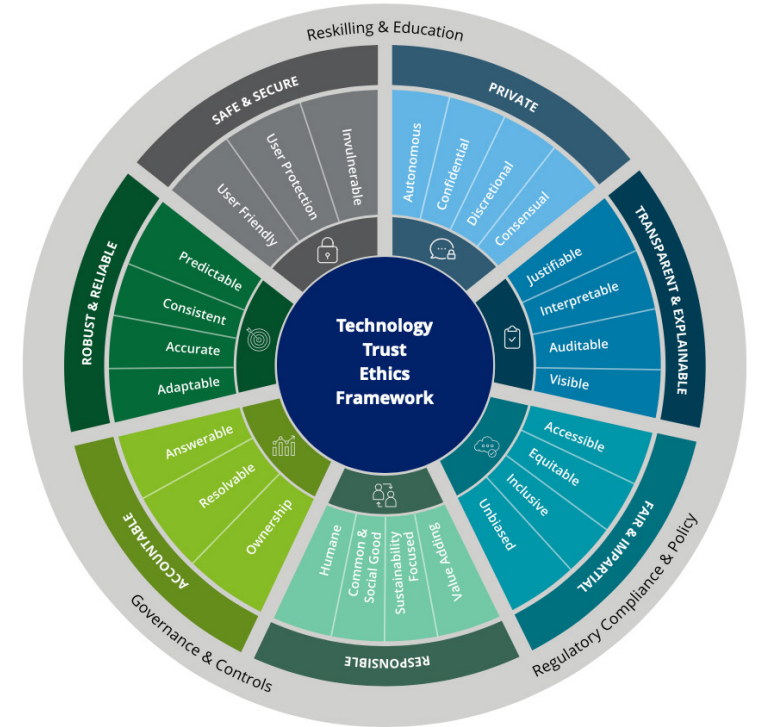 Reskilling & Education
SAFE & SECURE
User Friendly
User Protection
Invulnerable
PRIVATE
Autonomous
Confidential
Discretional
Consensual
TRANSPARENT & EXPLAINABLE
Justifiable
Interpretable
Auditable
Visible
FAIR & IMPARTIAL
Accessible
Equitable
Inclusive
Unbiased
RESPONSIBLE
Humane
Common &
Social Good
Sustainability
Focused
Value Adding
ACCOUNTABLE
Answerable
Resolvable
Ownership
ROBUST & RELIABLE
Predictable
Consistent
Accurate
Adaptable
Technology
Trust
Ethics
Framework
Governance & Controls
Regulatory Compliance & Policy